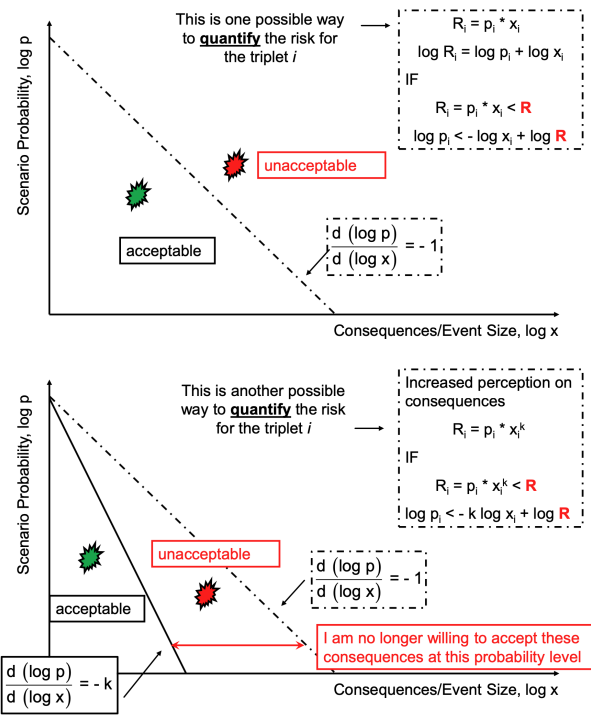 This is one possible way
to quantify the risk for
the triplet i
Rᵢ = pᵢ * xᵢ
log Rᵢ = log pᵢ + log xᵢ
IF
Rᵢ = pᵢ * xᵢ < R
log pᵢ < - log xᵢ + log R
Scenario Probability, log p
unacceptable
acceptable
d (log p)
d (log x)
= - 1
Consequences/Event Size, log x
This is another possible
way to quantify the risk
for the triplet i
Increased perception on
consequences
Rᵢ = pᵢ * xᵢᵏ
IF
Rᵢ = pᵢ * xᵢᵏ < R
log pᵢ < - k log xᵢ + log R
Scenario Probability, log p
unacceptable
acceptable
d (log p)
d (log x)
= - 1
I am no longer willing to accept these
consequences at this probability level
d (log p)
d (log x)
= - k
Consequences/Event Size, log x